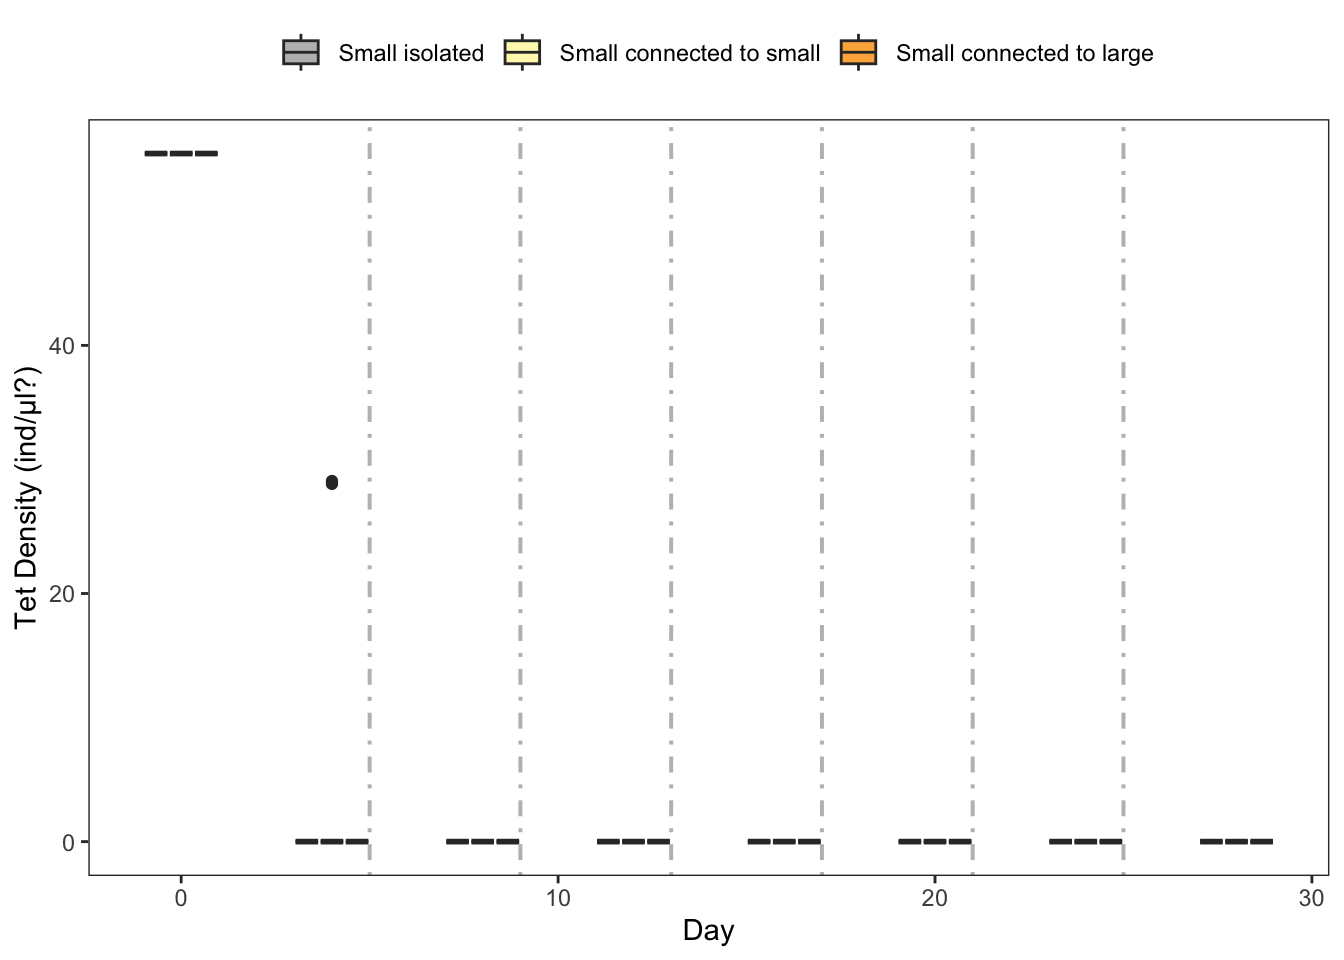 Small isolated Small connected to small Small connected to large
Tet Density (ind/µl?)
40
20
0
0 10 20 30
Day